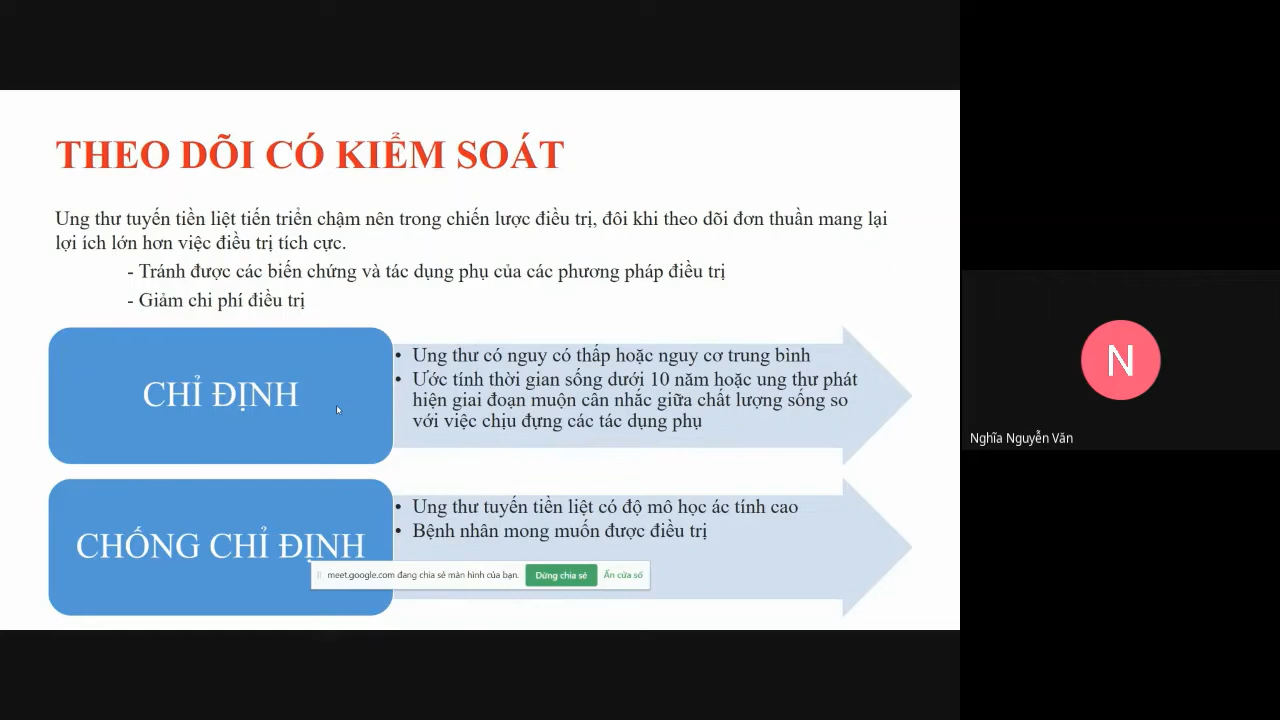 THEO DÕI CÓ KIỂM SOÁT
Ung thư tuyến tiền liệt tiến triển chậm nên trong chiến lược điều trị, đôi khi theo dõi đơn thuần mang lại
lợi ích lớn hơn việc điều trị tích cực.
- Tránh được các biến chứng và tác dụng phụ của các phương pháp điều trị
- Giảm chi phí điều trị
CHỈ ĐỊNH
• Ung thư có nguy có thấp hoặc nguy cơ trung bình
• Ước tính thời gian sống dưới 10 năm hoặc ung thư phát
hiện giai đoạn muộn cân nhắc giữa chất lượng sống so
với việc chịu đựng các tác dụng phụ
CHỐNG CHỈ ĐỊNH
• Ung thư tuyến tiền liệt có độ mô học ác tính cao
• Bệnh nhân mong muốn được điều trị
meet.google.com đang chia sẻ màn hình của bạn. Dừng chia sẻ Ẩn cửa sổ
N
Nghĩa Nguyễn Văn